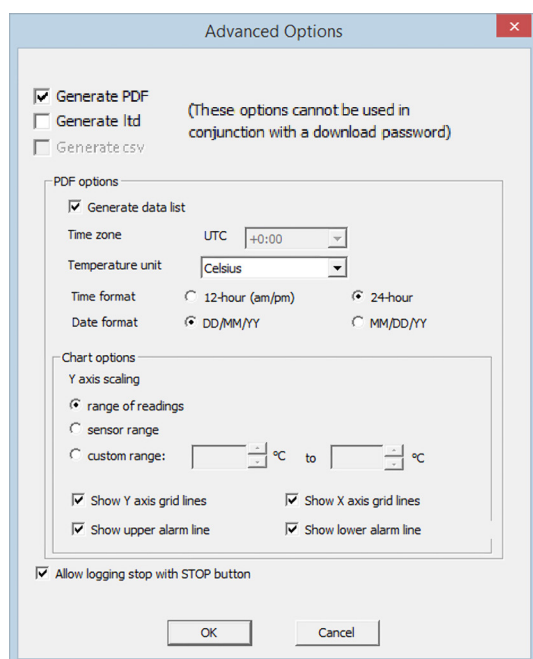 Advanced Options
Generate PDF
Generate ltd
Generate csv
(These options cannot be used in
conjunction with a download password)
PDF options
Generate data list
Time zone UTC +0:00
Temperature unit Celsius
Time format 12-hour (am/pm) 24-hour
Date format DD/MM/YY MM/DD/YY
Chart options
Y axis scaling
range of readings
sensor range
custom range: ºC to ºC
Show Y axis grid lines Show X axis grid lines
Show upper alarm line Show lower alarm line
Allow logging stop with STOP button
OK Cancel